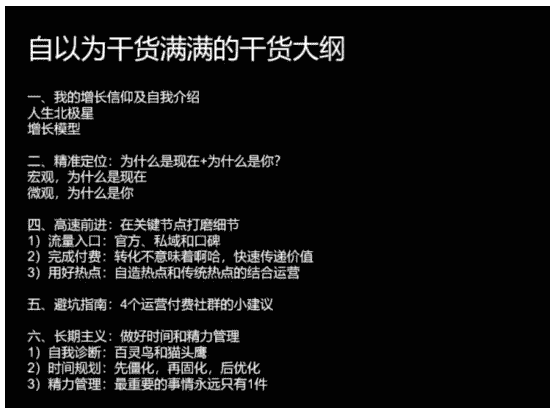 自以为干货满满的干货大纲
一、我的增长信仰及自我介绍
人生北极星
增长模型
二、精准定位：为什么是现在+为什么是你？
宏观，为什么是现在
微观，为什么是你
四、高速前进：在关键节点打磨细节
1）流量入口：官方、私域和口碑
2）完成付费：转化不意味着啊哈，快速传递价值
3）用好热点：自造热点和传统热点的结合运营
五、避坑指南：4个运营付费社群的小建议
六、长期主义：做好时间和精力管理
1）自我诊断：百灵鸟和猫头鹰
2）时间规划：先僵化，再固化，后优化
3）精力管理：最重要的事情永远只有1件